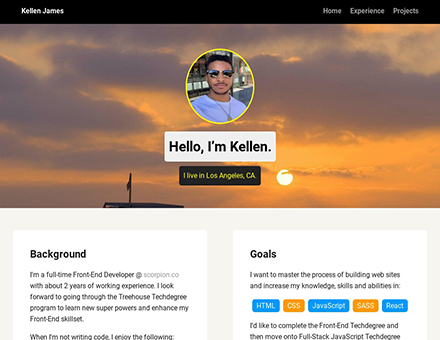 Kellen James
Home Experience Projects
Hello, I'm Kellen.
I live in Los Angeles, CA.
Background
I'm a full-time Front-End Developer @ scorpion.co
with about 2 years of working experience. I look
forward to going through the Treehouse Techdegree
program to learn new super powers and enhance my
Front-End skillset.
When I'm not writing code, I enjoy the following:
Goals
I want to master the process of building web sites
and increase my knowledge, skills and abilities in:
HTML CSS JavaScript SASS React
I'd like to complete the Front-End Techdegree and
then move onto Full-Stack JavaScript Techdegree